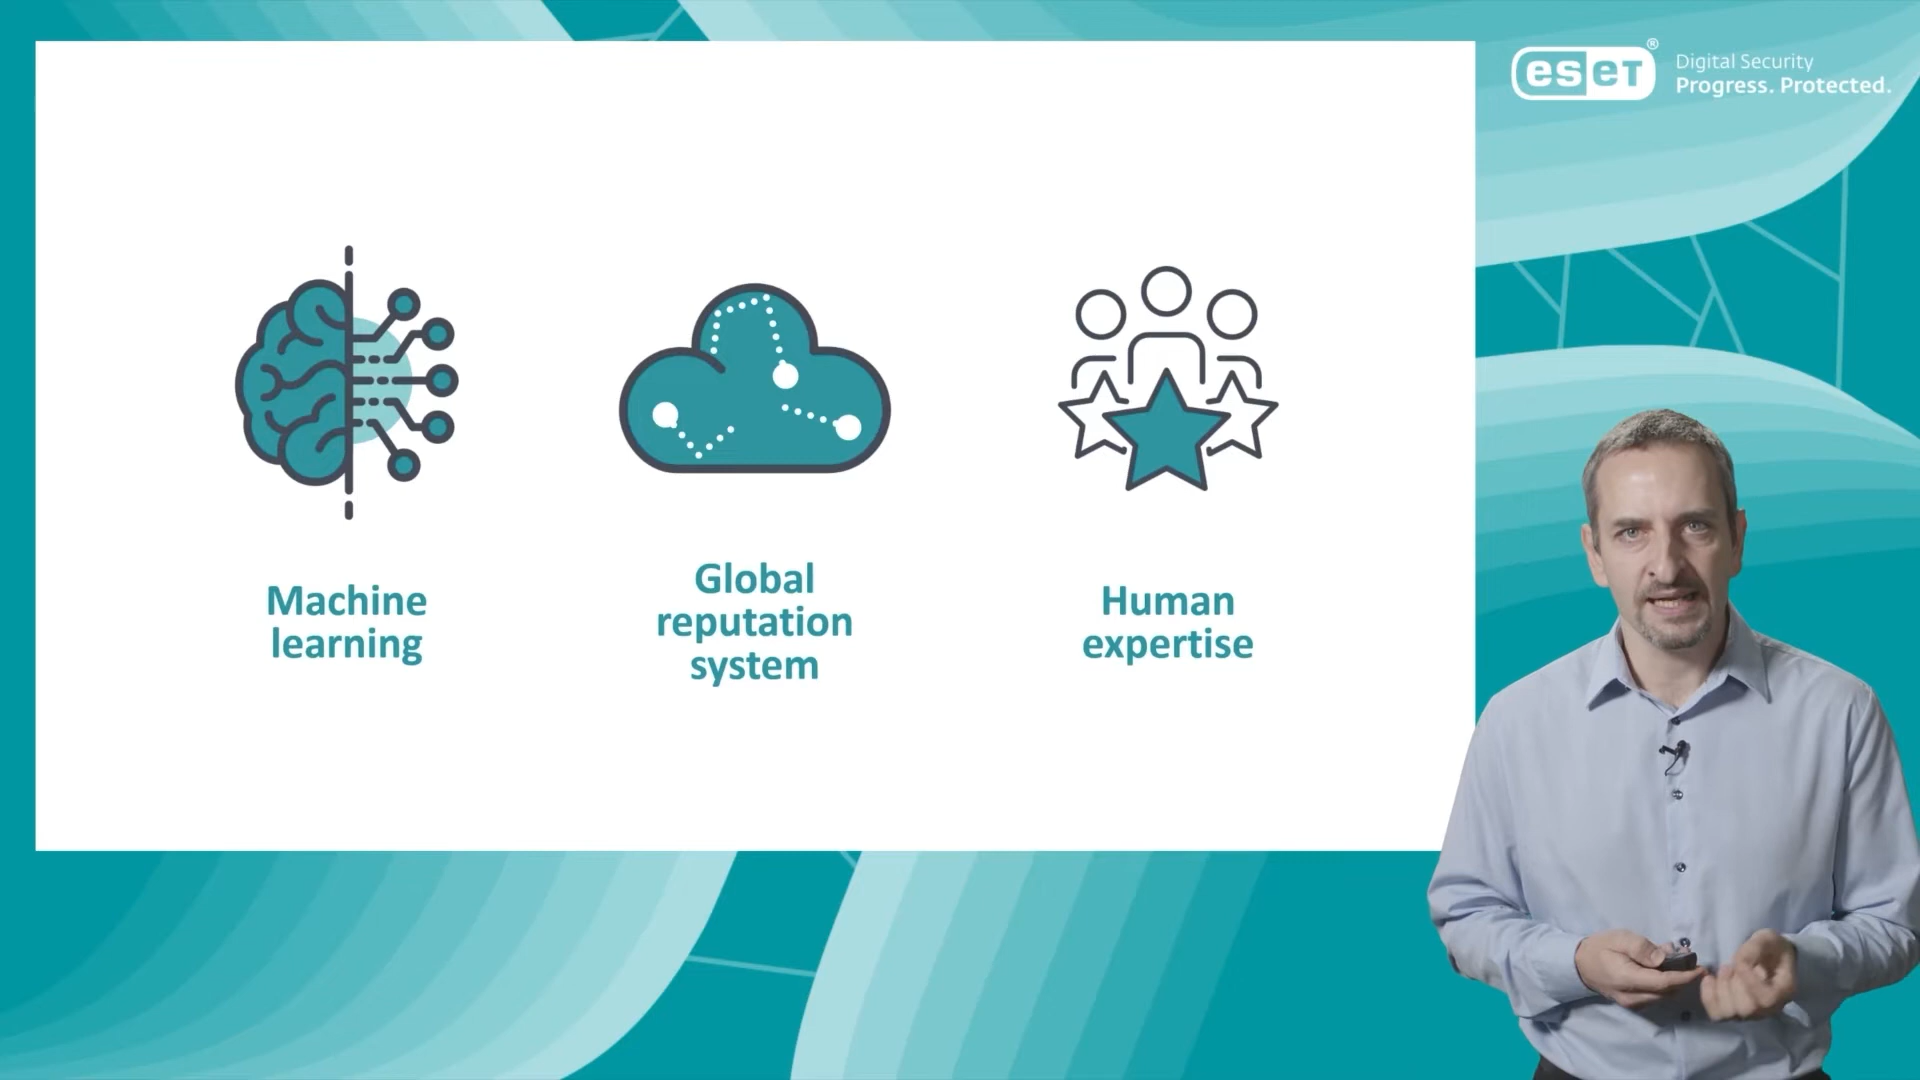 eset®
Digital Security
Progress. Protected.
Machine
learning
Global
reputation
system
Human
expertise